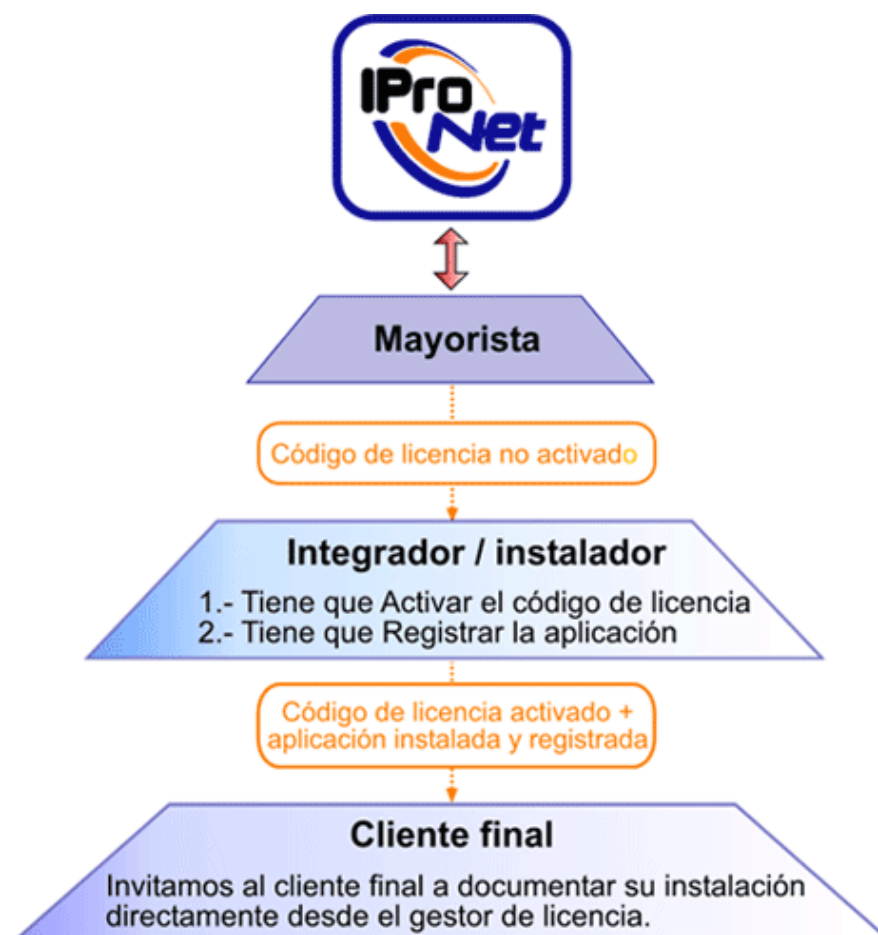 IPro
Net
Mayorista
Código de licencia no activado
Integrador / instalador
1.- Tiene que Activar el código de licencia
2.- Tiene que Registrar la aplicación
Código de licencia activado +
aplicación instalada y registrada
Cliente final
Invitamos al cliente final a documentar su instalación
directamente desde el gestor de licencia.